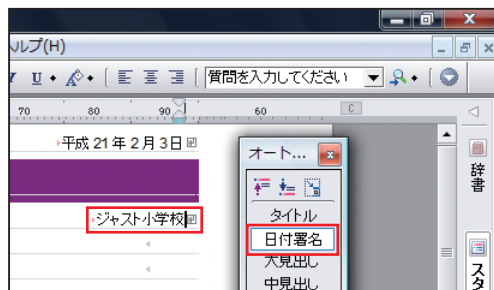 ヘルプ(H)
質問を入力してください
70 80 90 60 C
平成 21 年 2 月 3 日
オート...
辞書
タイトル
ジャスト小学校
日付署名
大見出し
中見出し
スタ